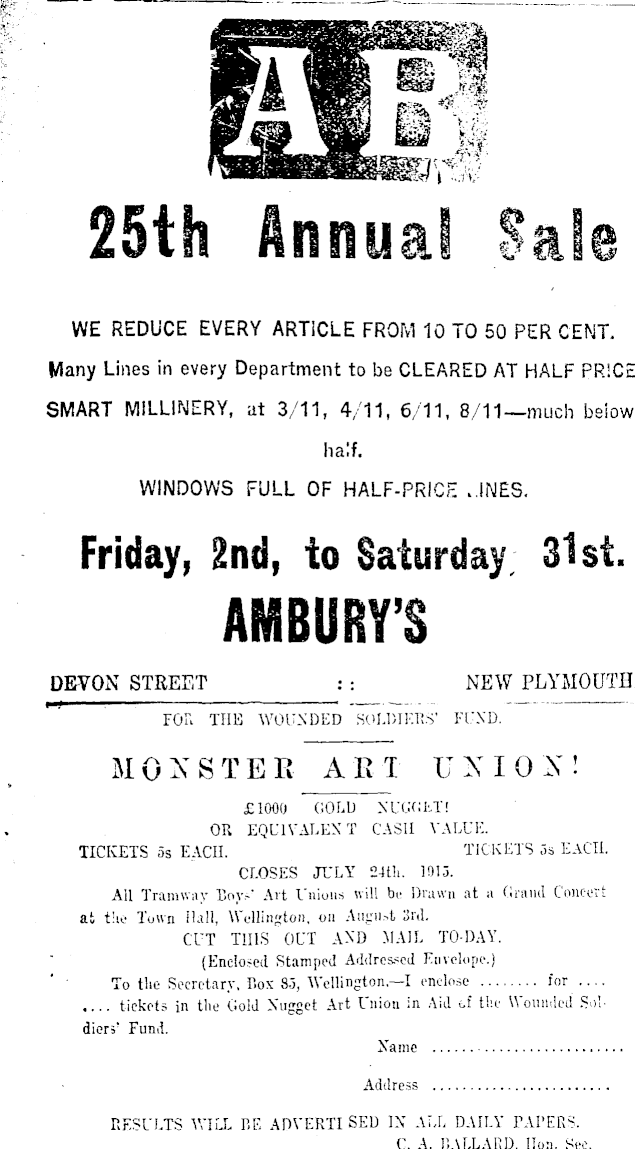 AB
25th Annual Sale
WE REDUCE EVERY ARTICLE FROM 10 TO 50 PER CENT.
Many Lines in every Department to be CLEARED AT HALF PRICE
SMART MILLINERY, at 3/11, 4/11, 6/11, 8/11—much below
half.
WINDOWS FULL OF HALF-PRICE LINES.
Friday, 2nd, to Saturday, 31st.
AMBURY'S
DEVON STREET :: NEW PLYMOUTH
FOR THE WOUNDED SOLDIERS' FUND.
MONSTER ART UNION!
£1000 GOLD NUGGET!
OR EQUIVALENT CASH VALUE.
TICKETS 5s EACH. TICKETS 5s EACH.
CLOSES JULY 24th, 1915.
All Tramway Boys' Art Unions will be Drawn at a Grand Concert
at the Town Hall, Wellington, on August 3rd.
CUT THIS OUT AND MAIL TO-DAY.
(Enclosed Stamped Addressed Envelope.)
To the Secretary, Box 85, Wellington.—I enclose ........ for ....
.... tickets in the Gold Nugget Art Union in Aid of the Wounded Sol-
diers' Fund.
Name ........................
Address ......................
RESULTS WILL BE ADVERTISED IN ALL DAILY PAPERS.
C. A. BALLARD, Hon. Sec.